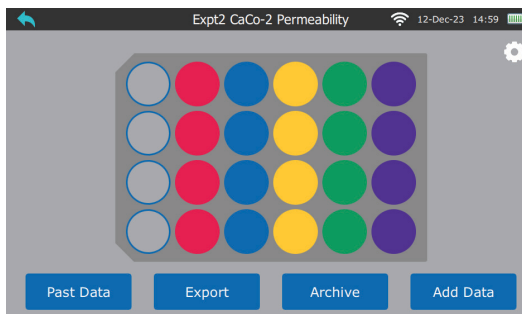 Expt2 CaCo-2 Permeability 12-Dec-23 14:59
Past Data Export Archive Add Data